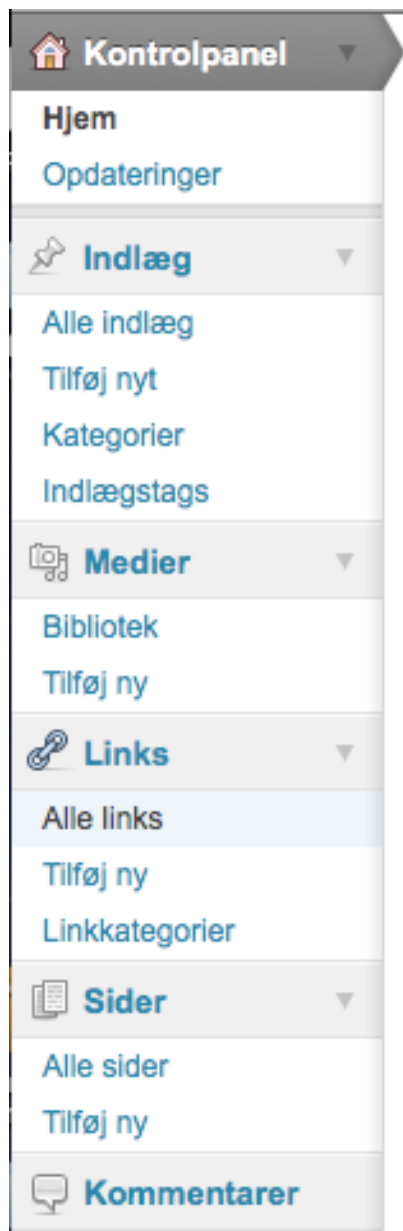 Kontrolpanel
Hjem
Opdateringer
Indlæg
Alle indlæg
Tilføj nyt
Kategorier
Indlægstags
Medier
Bibliotek
Tilføj ny
Links
Alle links
Tilføj ny
Linkkategorier
Sider
Alle sider
Tilføj ny
Kommentarer